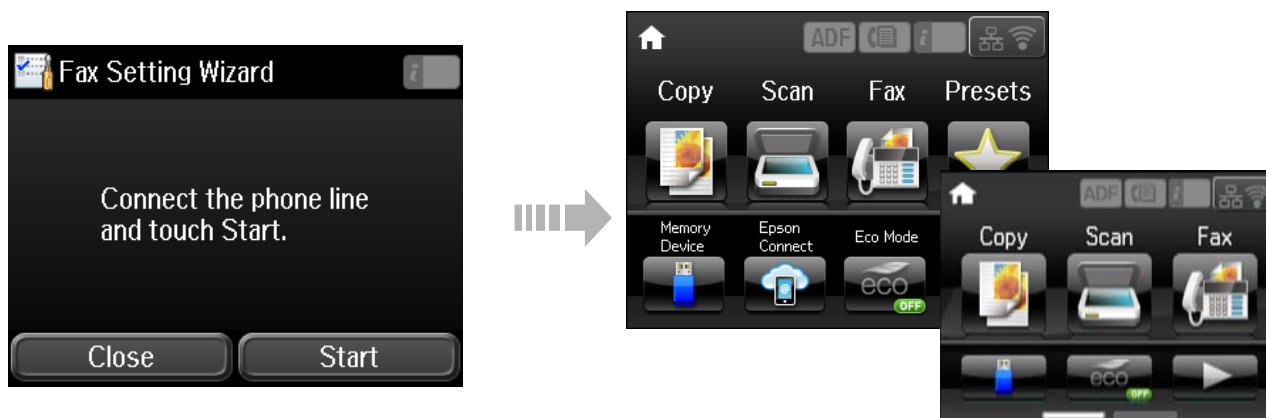 Fax Setting Wizard
i
Connect the phone line
and touch Start.
Close
Start
ADF
i
Copy
Scan
Fax
Presets
Memory
Device
Epson
Connect
Eco Mode
@
eco
OFF
ADF
i
Copy
Scan
Fax
eco
OFF